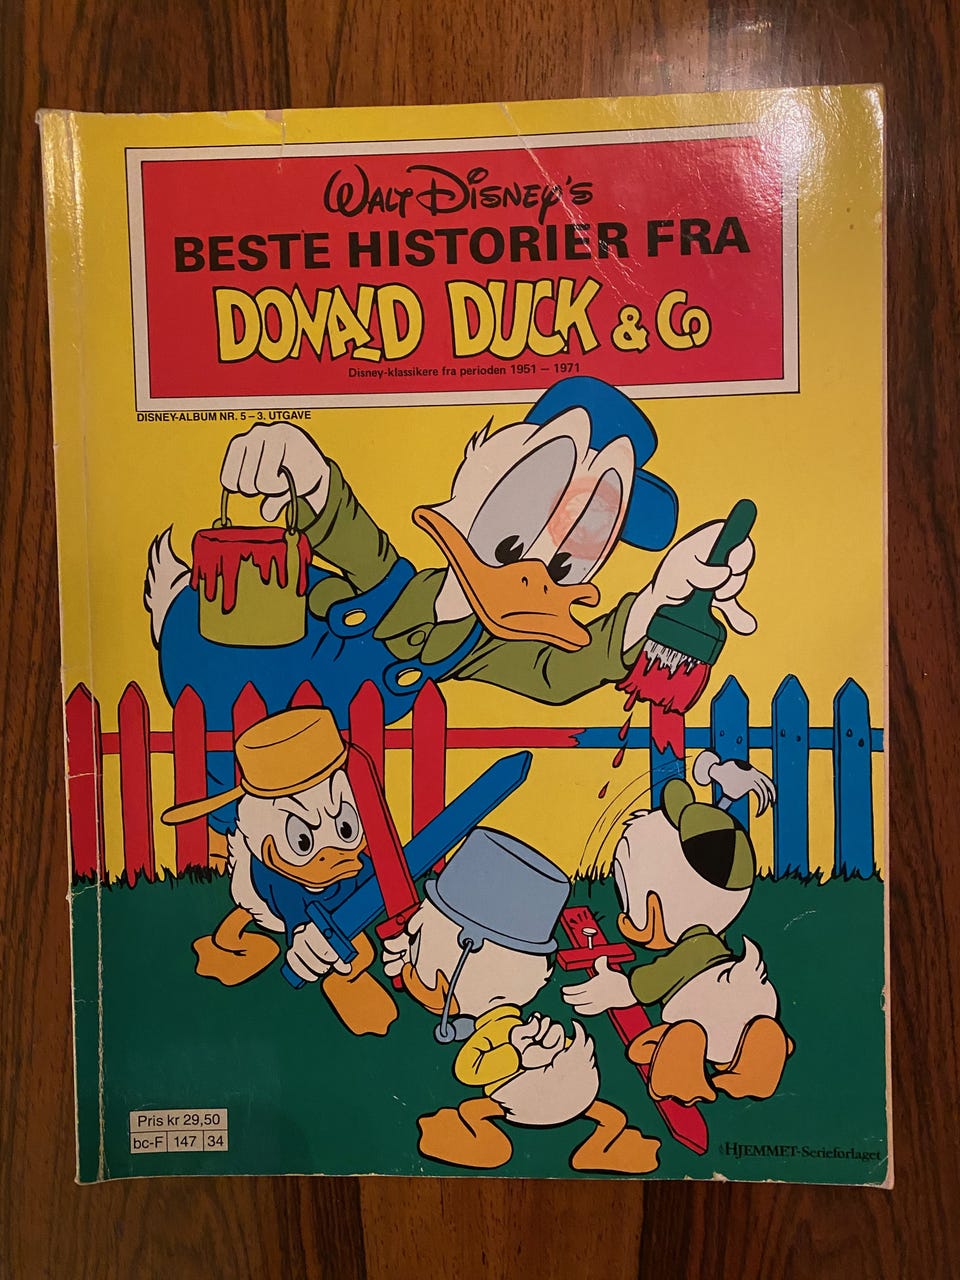 WALT DISNEY'S
BESTE HISTORIER FRA
DONALD DUCK & Co
Disney-klassikere fra perioden 1951 – 1971
DISNEY-ALBUM NR. 5 – 3. UTGAVE
Pris kr 29,50
bc-F 147 34
HJEMMET-Serieforlaget